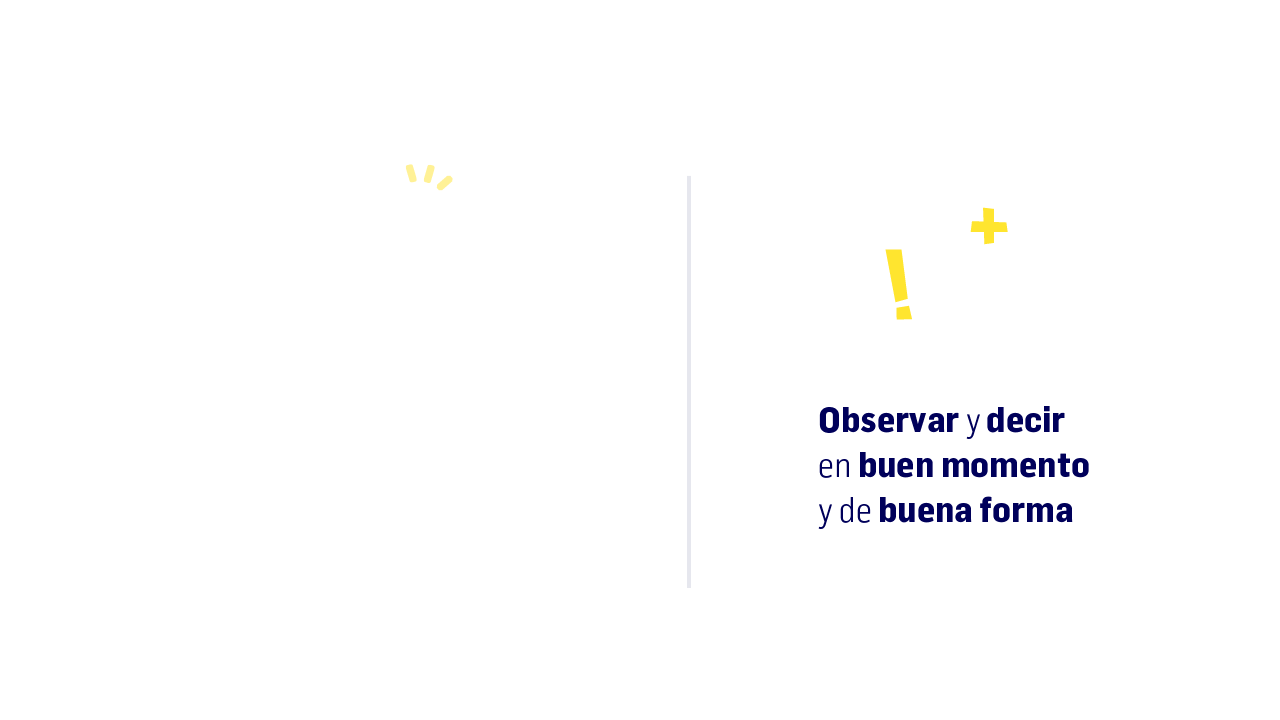 Observar y decir
en buen momento
y de buena forma